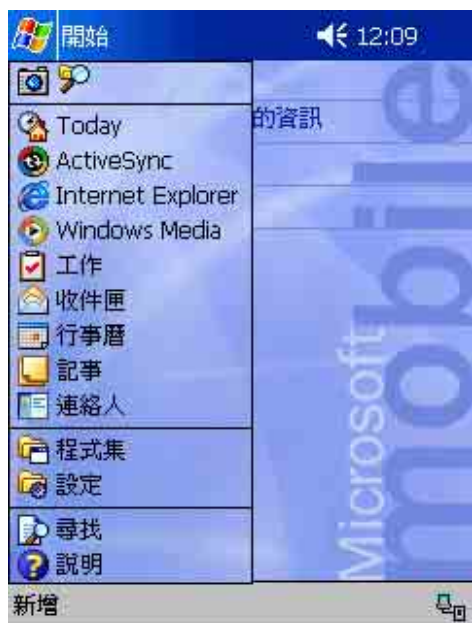 開始 12:09
的資訊
Today
ActiveSync
Internet Explorer
Windows Media
工作
收件匣
行事曆
記事
連絡人
程式集
設定
尋找
説明
新增
Microsoft
mobile